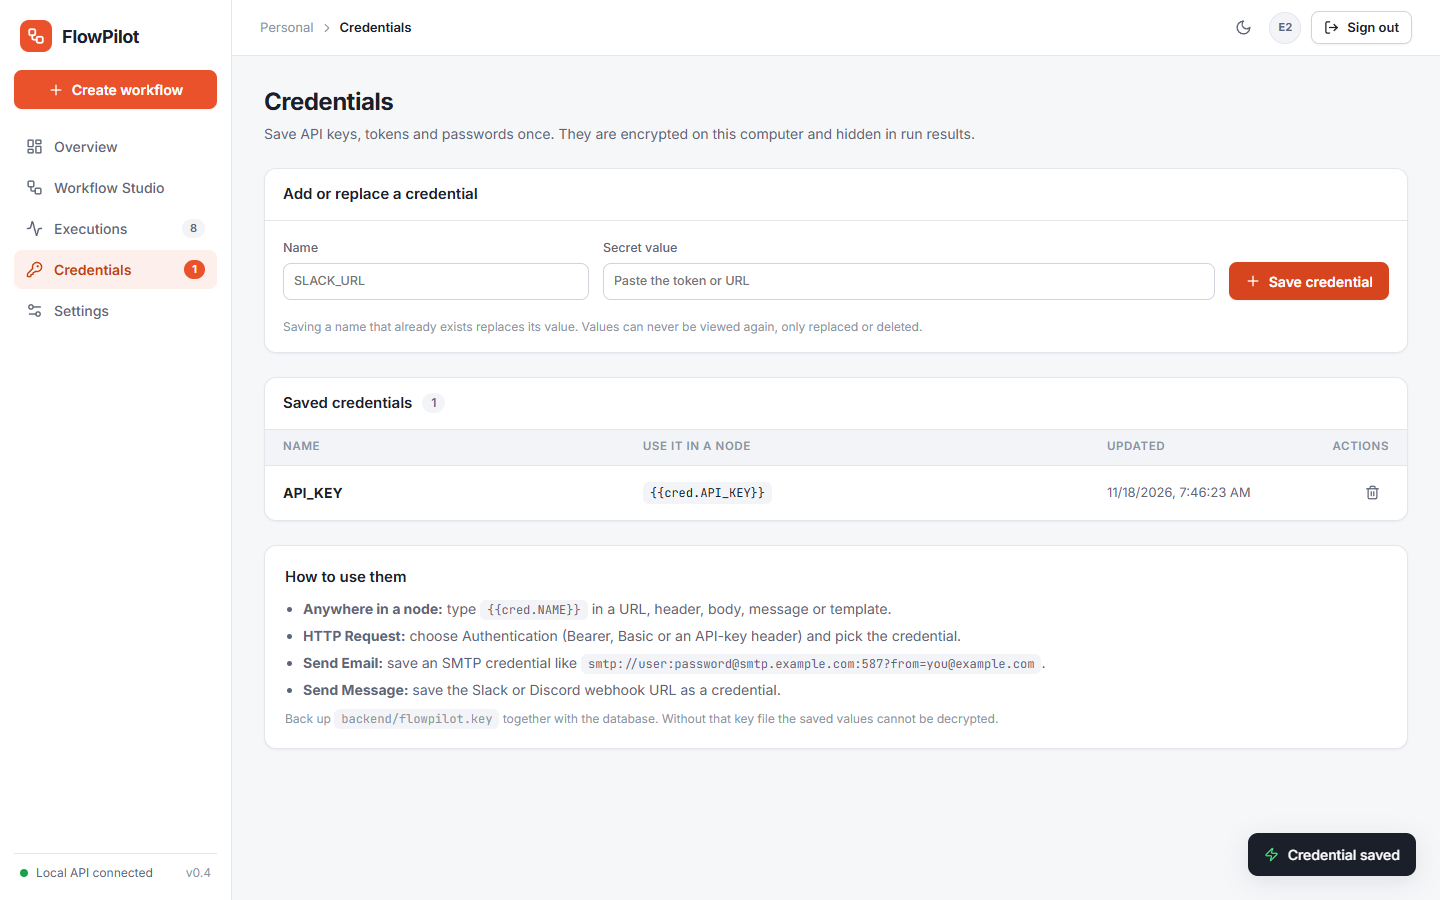 FlowPilot
Personal > Credentials
E2
Sign out
Create workflow
Overview
Workflow Studio
Executions 8
Credentials 1
Settings
Local API connected v0.4
Credentials
Save API keys, tokens and passwords once. They are encrypted on this computer and hidden in run results.
Add or replace a credential
Name
Secret value
SLACK_URL
Paste the token or URL
Save credential
Saving a name that already exists replaces its value. Values can never be viewed again, only replaced or deleted.
Saved credentials 1
NAME USE IT IN A NODE UPDATED ACTIONS
API_KEY {{cred.API_KEY}} 11/18/2026, 7:46:23 AM
How to use them
• Anywhere in a node: type {{cred.NAME}} in a URL, header, body, message or template.
• HTTP Request: choose Authentication (Bearer, Basic or an API-key header) and pick the credential.
• Send Email: save an SMTP credential like smtp://user:password@smtp.example.com:587?from=you@example.com.
• Send Message: save the Slack or Discord webhook URL as a credential.
Back up backend/flowpilot.key together with the database. Without that key file the saved values cannot be decrypted.
Credential saved